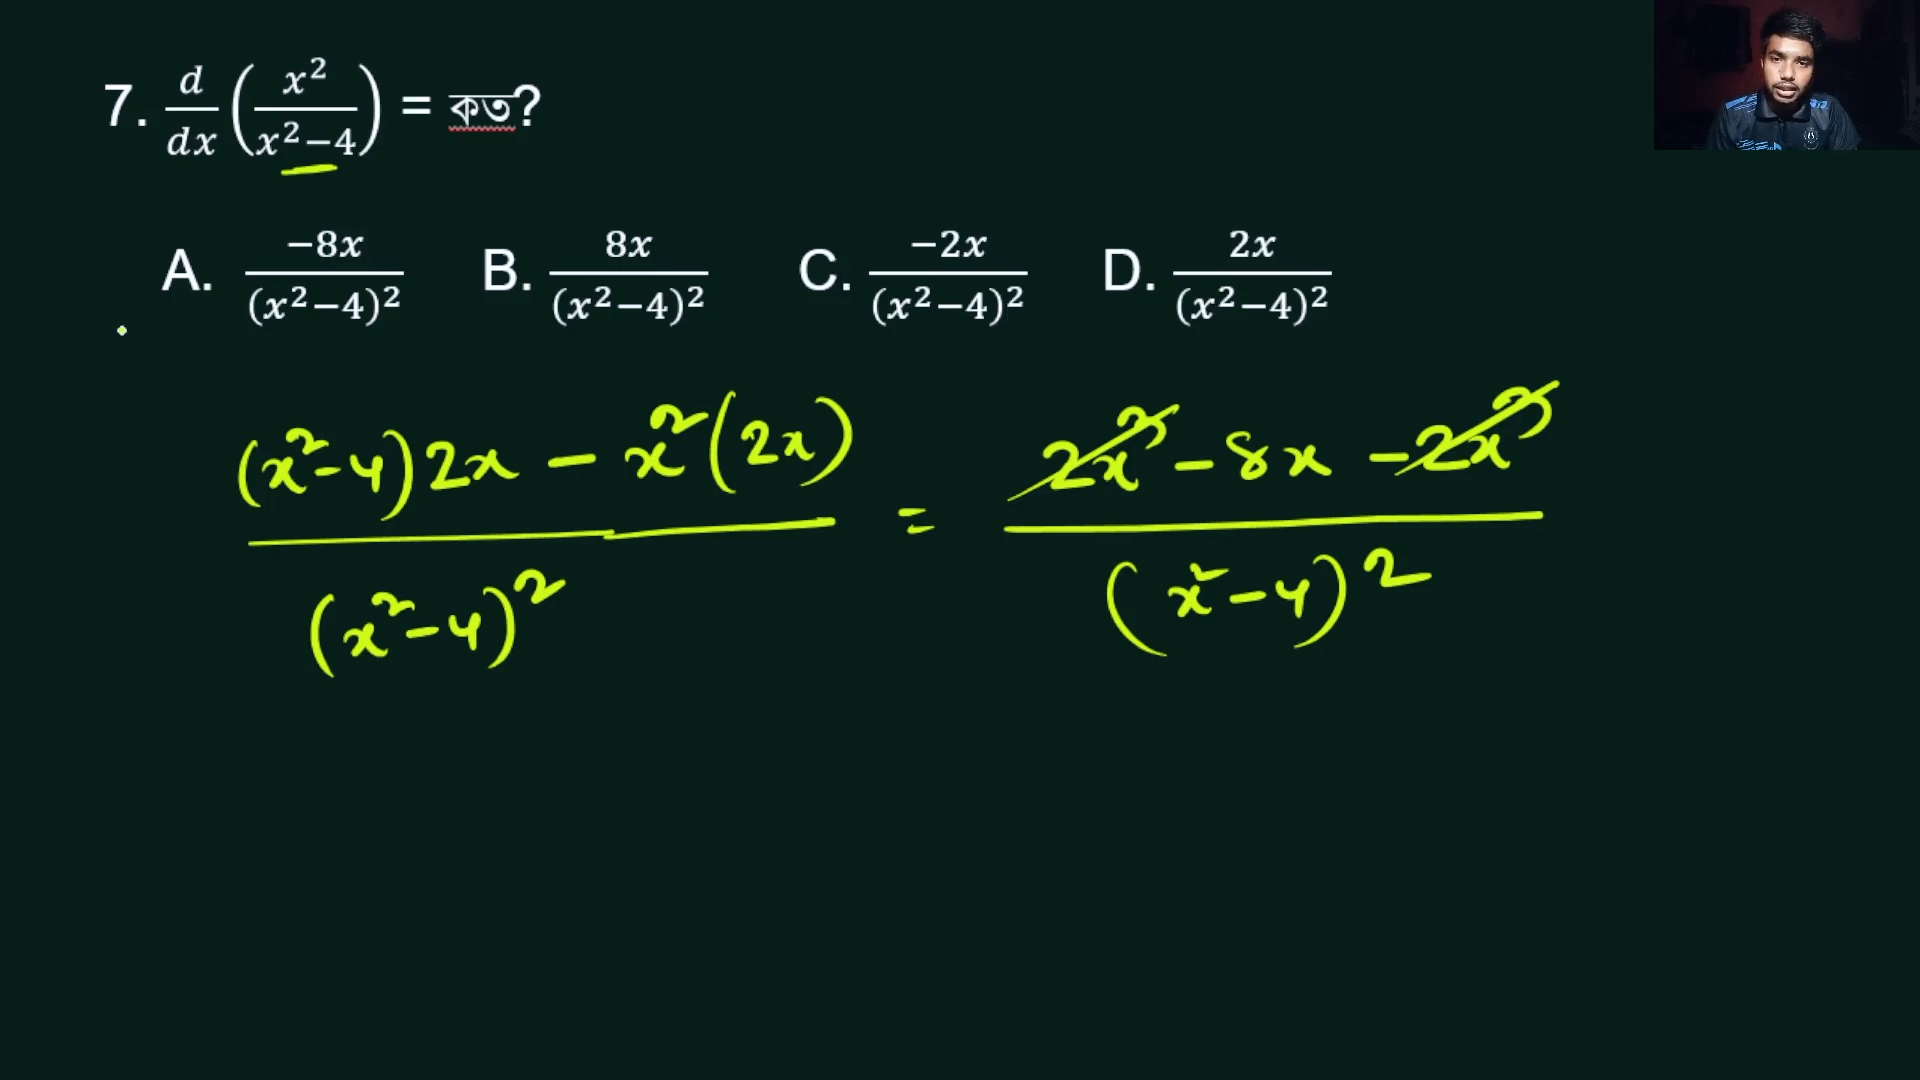 7. d/dx (x²/(x²−4)) = কত?
A. −8x/(x²−4)² B. 8x/(x²−4)² C. −2x/(x²−4)² D. 2x/(x²−4)²
((x²-4)2x - x²(2x))/(x²-4)² = (2x³-8x-2x³)/(x²-4)²